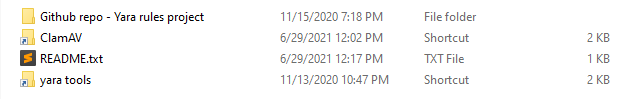 Github repo - Yara rules project 11/15/2020 7:18 PM File folder
ClamAV 6/29/2021 12:02 PM Shortcut 2 KB
README.txt 6/29/2021 12:17 PM TXT File 1 KB
yara tools 11/13/2020 10:47 PM Shortcut 2 KB